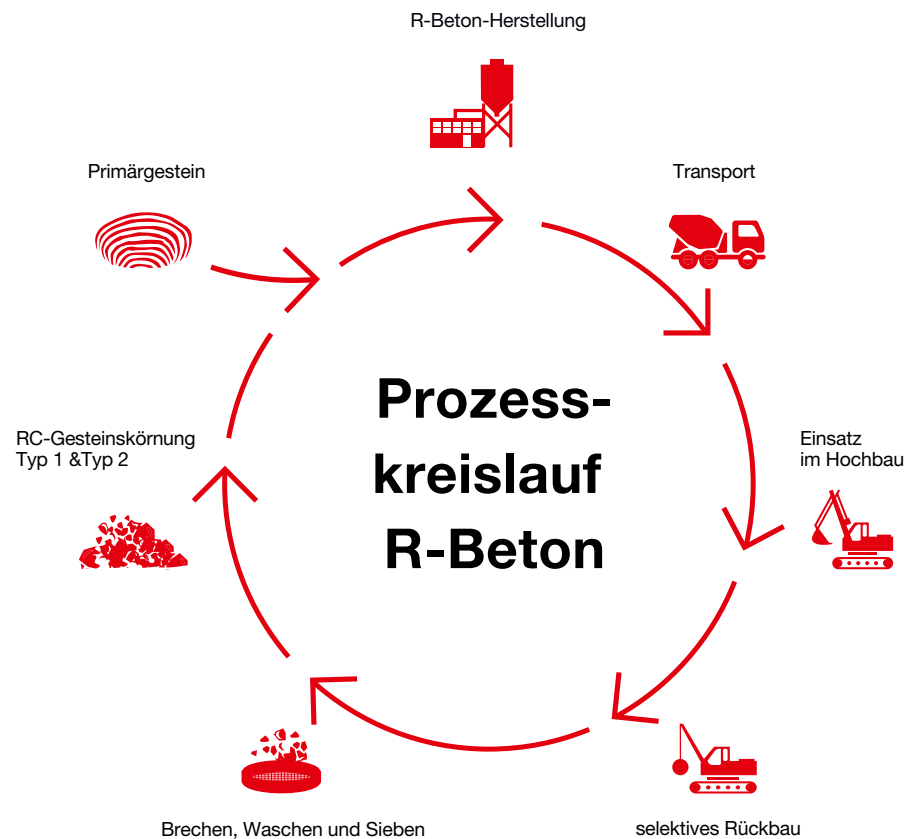 R-Beton-Herstellung
Primärgestein
Transport
Prozess-
kreislauf
R-Beton
RC-Gesteinskörnung
Typ 1 &Typ 2
Einsatz
im Hochbau
Brechen, Waschen und Sieben
selektives Rückbau